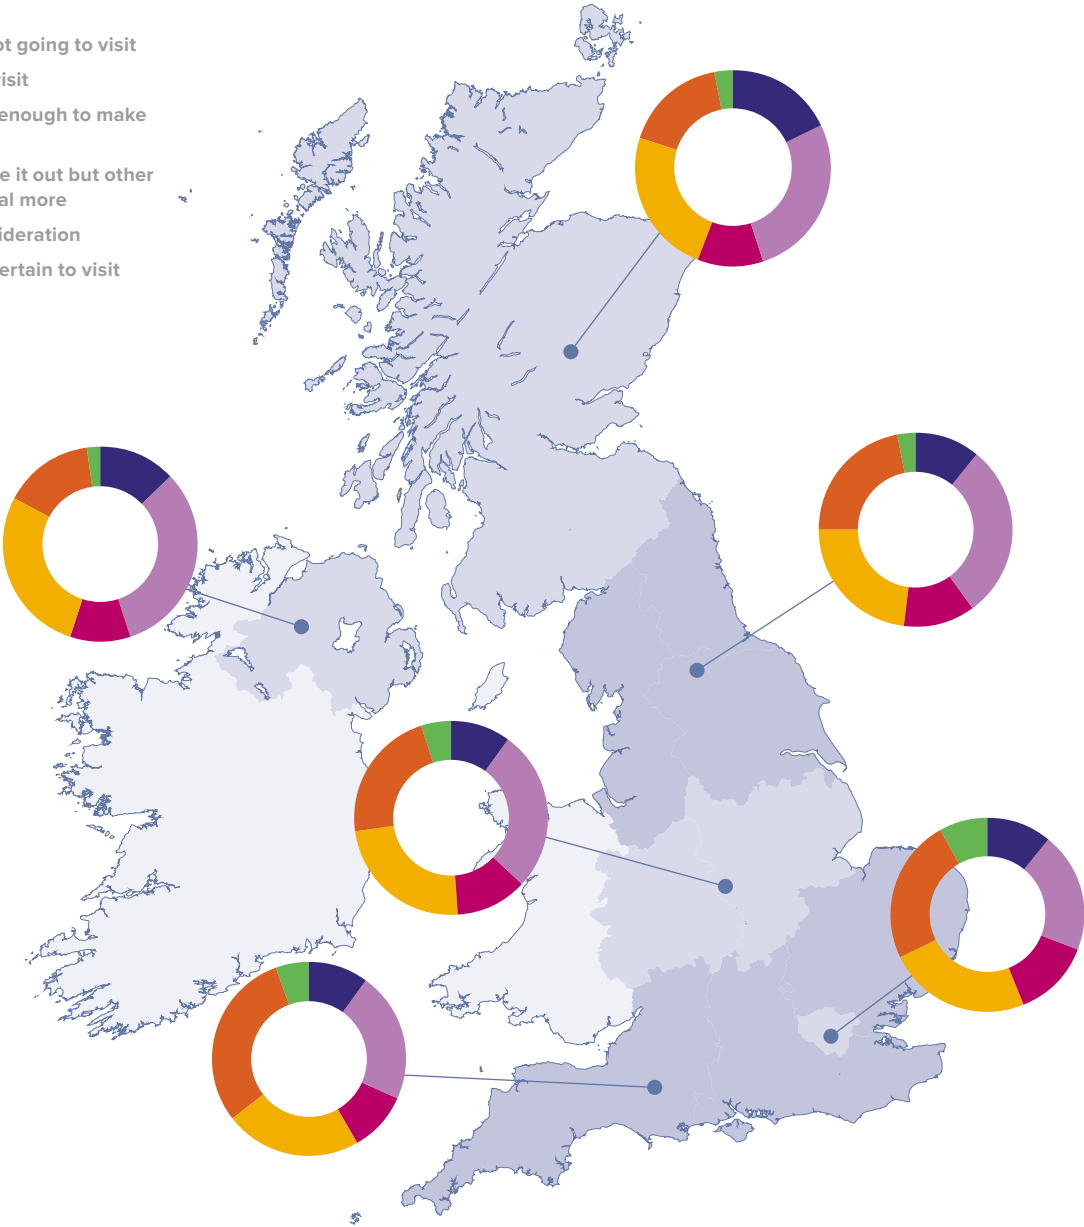 ot going to visit
isit
enough to make
e it out but other
al more
ideration
ertain to visit